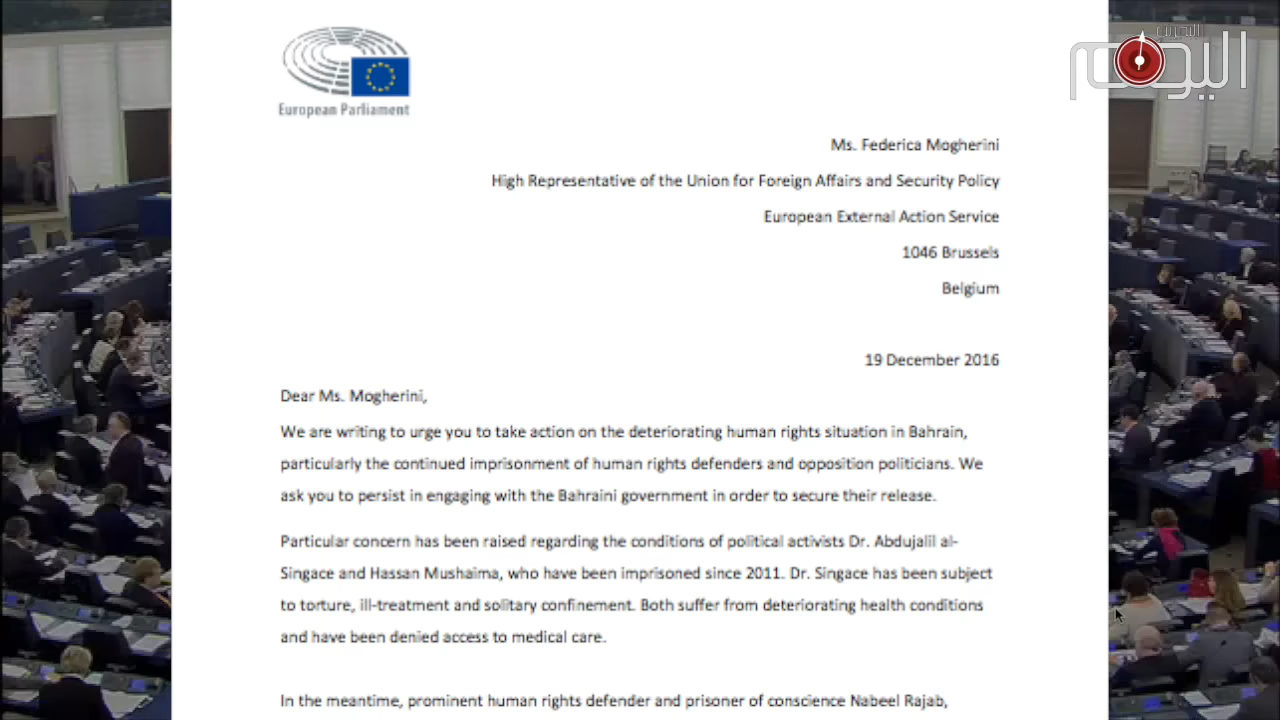 البحرين
اليوم
European Parliament
Ms. Federica Mogherini
High Representative of the Union for Foreign Affairs and Security Policy
European External Action Service
1046 Brussels
Belgium
19 December 2016
Dear Ms. Mogherini,
We are writing to urge you to take action on the deteriorating human rights situation in Bahrain,
particularly the continued imprisonment of human rights defenders and opposition politicians. We
ask you to persist in engaging with the Bahraini government in order to secure their release.
Particular concern has been raised regarding the conditions of political activists Dr. Abdujalil al-
Singace and Hassan Mushaima, who have been imprisoned since 2011. Dr. Singace has been subject
to torture, ill-treatment and solitary confinement. Both suffer from deteriorating health conditions
and have been denied access to medical care.
In the meantime, prominent human rights defender and prisoner of conscience Nabeel Rajab,